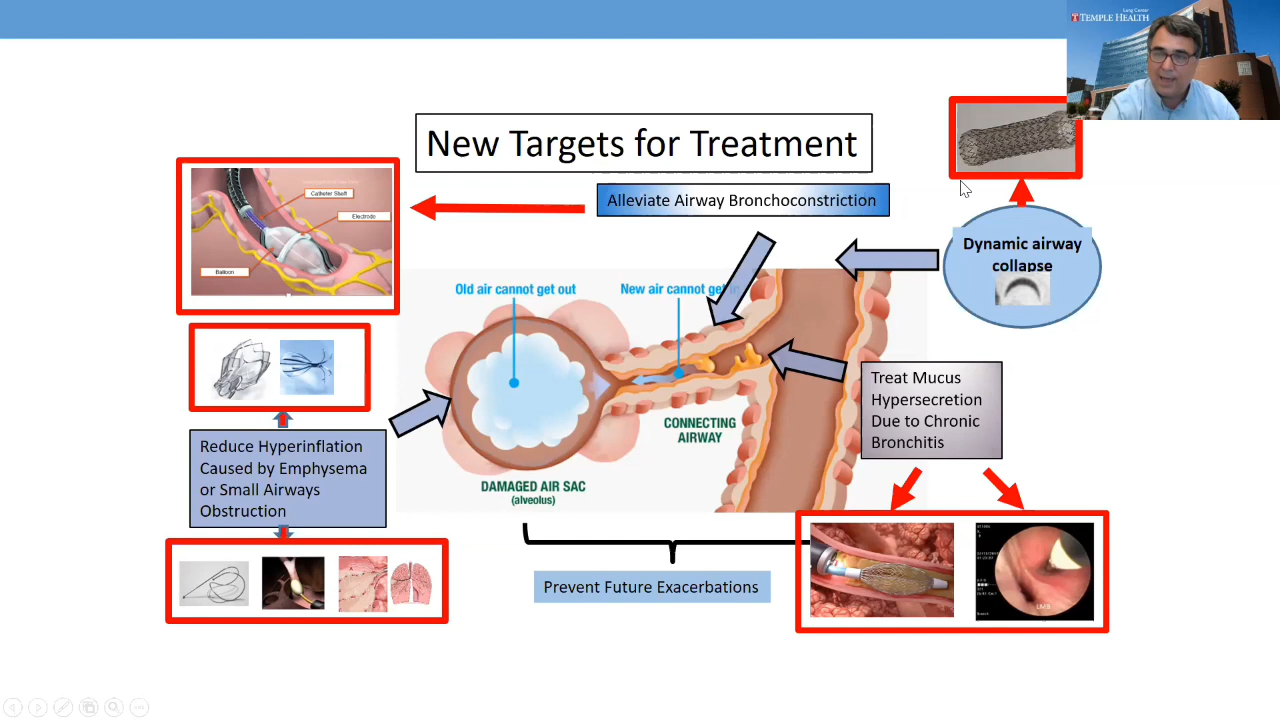 Lung Center
TEMPLE HEALTH
New Targets for Treatment
Catheter Shaft
Electrode
Balloon
Alleviate Airway Bronchoconstriction
Dynamic airway
collapse
Old air cannot get out
New air cannot get in
Treat Mucus
Hypersecretion
Due to Chronic
Bronchitis
CONNECTING
AIRWAY
Reduce Hyperinflation
Caused by Emphysema
or Small Airways
Obstruction
DAMAGED AIR SAC
(alveolus)
Prevent Future Exacerbations